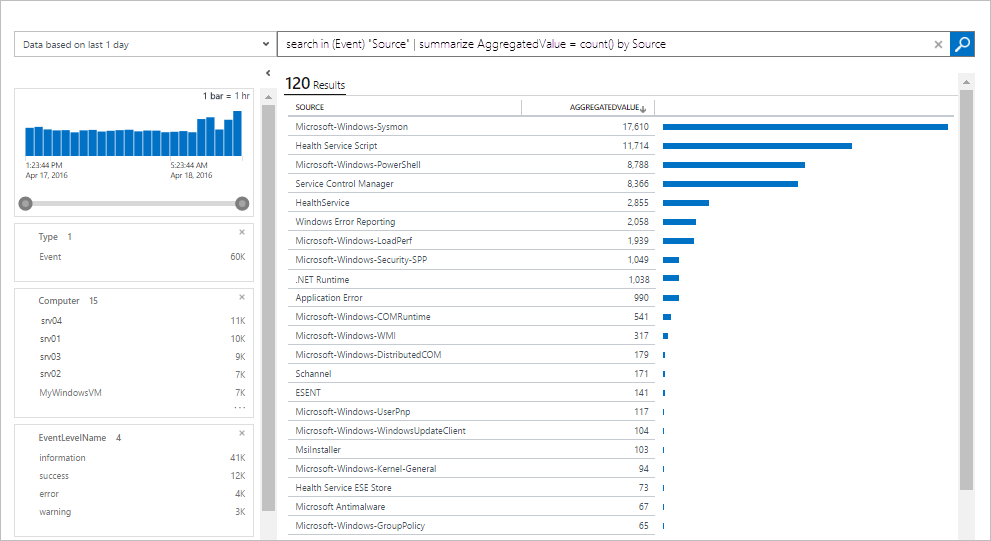 Data based on last 1 day
search in (Event) "Source" | summarize AggregatedValue = count() by Source
1 bar = 1 hr
1:23:44 PM
Apr 17, 2016
5:23:44 AM
Apr 18, 2016
Type 1
Event 60K
Computer 15
srv04 11K
srv01 10K
srv03 9K
srv02 7K
MyWindowsVM 7K
...
EventLevelName 4
information 41K
success 12K
error 4K
warning 3K
120 Results
SOURCE AGGREGATEDVALUE
Microsoft-Windows-Sysmon 17,610
Health Service Script 11,714
Microsoft-Windows-PowerShell 8,788
Service Control Manager 8,366
HealthService 2,855
Windows Error Reporting 2,058
Microsoft-Windows-LoadPerf 1,939
Microsoft-Windows-Security-SPP 1,049
.NET Runtime 1,038
Application Error 990
Microsoft-Windows-COMRuntime 541
Microsoft-Windows-WMI 317
Microsoft-Windows-DistributedCOM 179
Schannel 171
ESENT 141
Microsoft-Windows-UserPnp 117
Microsoft-Windows-WindowsUpdateClient 104
MsiInstaller 103
Microsoft-Windows-Kernel-General 94
Health Service ESE Store 73
Microsoft Antimalware 67
Microsoft-Windows-GroupPolicy 65